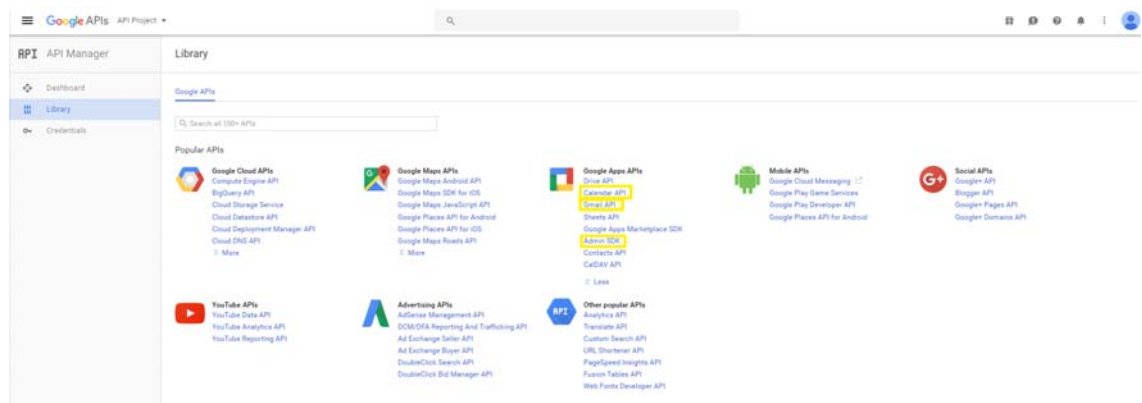 Google APIs API Project
API API Manager
Library
Dashboard
Library
Credentials
Google APIs
Search all 100+ APIs
Popular APIs
Google Cloud APIs
Compute Engine API
BigQuery API
Cloud Storage Service
Cloud Datastore API
Cloud Deployment Manager API
Cloud DNS API
More
Google Maps APIs
Google Maps Android API
Google Maps SDK for iOS
Google Maps JavaScript API
Google Places API for Android
Google Places API for iOS
Google Maps Roads API
More
Google Apps APIs
Drive API
Calendar API
Gmail API
Sheets API
Google Apps Marketplace SDK
Admin SDK
Contacts API
CalDAV API
Less
Mobile APIs
Google Cloud Messaging
Google Play Game Services
Google Play Developer API
Google Places API for Android
G+
Social APIs
Google+ API
Blogger API
Google+ Pages API
Google+ Domains API
YouTube APIs
YouTube Data API
YouTube Analytics API
YouTube Reporting API
Advertising APIs
AdSense Management API
DCM/DFA Reporting And Trafficking API
Ad Exchange Seller API
Ad Exchange Buyer API
DoubleClick Search API
DoubleClick Bid Manager API
API
Other popular APIs
Analytics API
Translate API
Custom Search API
URL Shortener API
PageSpeed Insights API
Fusion Tables API
Web Fonts Developer API